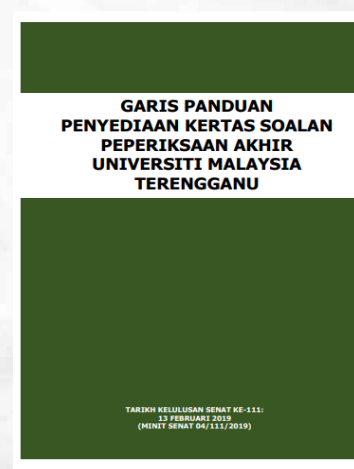 GARIS PANDUAN
PENYEDIAAN KERTAS SOALAN
PEPERIKSAAN AKHIR
UNIVERSITI MALAYSIA
TERENGGANU
TARIKH KELULUSAN SENAT KE-111:
13 FEBRUARI 2019
(MINIT SENAT 04/111/2019)